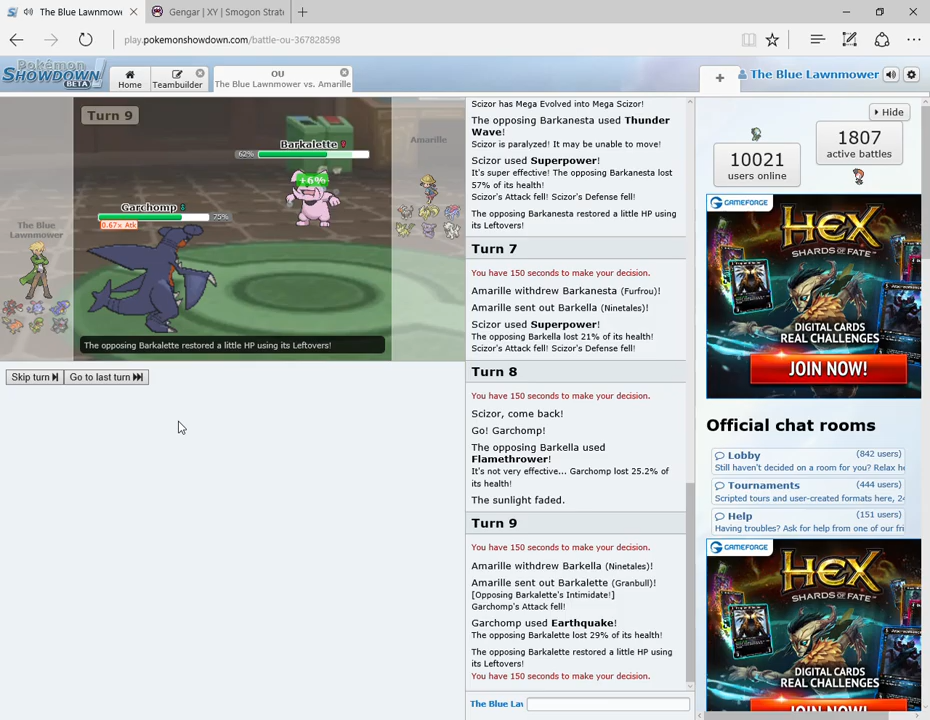 The Blue Lawnmowe
Gengar | XY | Smogon Strate
play.pokemonshowdown.com/battle-ou-367828598
Pokémon
SHOWDOWN
BETA
Home
Teambuilder
OU
The Blue Lawnmower vs. Amarille
The Blue Lawnmower
Turn 9
Barkalette
62%
+6%
Amarille
Garchomp
75%
0.67x Atk
The Blue
Lawnmower
The opposing Barkalette restored a little HP using its Leftovers!
Skip turn
Go to last turn
Scizor has Mega Evolved into Mega Scizor!
The opposing Barkanesta used Thunder
Wave!
Scizor is paralyzed! It may be unable to move!
Scizor used Superpower!
It's super effective! The opposing Barkanesta lost
57% of its health!
Scizor's Attack fell! Scizor's Defense fell!
The opposing Barkanesta restored a little HP using
its Leftovers!
Turn 7
You have 150 seconds to make your decision.
Amarille withdrew Barkanesta (Furfrou)!
Amarille sent out Barkella (Ninetales)!
Scizor used Superpower!
The opposing Barkella lost 21% of its health!
Scizor's Attack fell! Scizor's Defense fell!
Turn 8
You have 150 seconds to make your decision.
Scizor, come back!
Go! Garchomp!
The opposing Barkella used
Flamethrower!
It's not very effective... Garchomp lost 25.2% of
its health!
The sunlight faded.
Turn 9
You have 150 seconds to make your decision.
Amarille withdrew Barkella (Ninetales)!
Amarille sent out Barkalette (Granbull)!
[Opposing Barkalette's Intimidate!]
Garchomp's Attack fell!
Garchomp used Earthquake!
The opposing Barkalette lost 29% of its health!
The opposing Barkalette restored a little HP using
its Leftovers!
You have 150 seconds to make your decision.
The Blue Lav
Hide
10021
users online
1807
active battles
GAMEFORGE
HEX
SHARDS OF FATE
DIGITAL CARDS
REAL CHALLENGES
JOIN NOW!
Official chat rooms
Lobby
(842 users)
Still haven't decided on a room for you? Relax he
Tournaments
(444 users)
Scripted tours and user-created formats here, 24
Help
(151 users)
Having troubles? Ask for help from one of our fri
GAMEFORGE
HEX
SHARDS OF FATE
DIGITAL CARDS
REAL CHALLENGES
JOIN NOW!